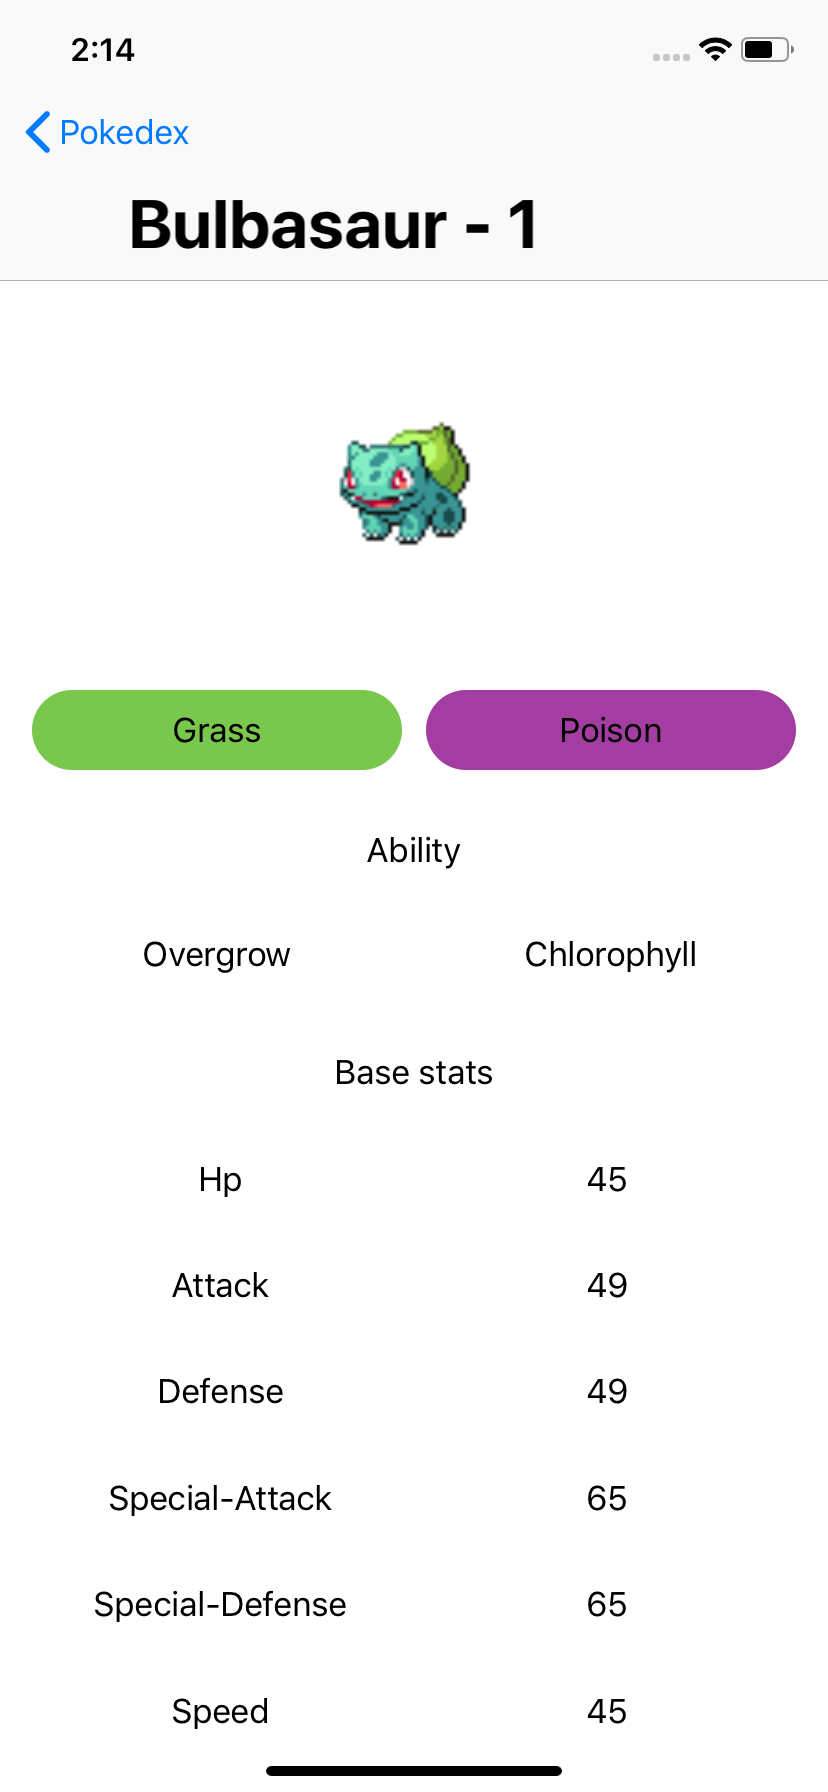 2:14
Pokedex
Bulbasaur - 1
Grass Poison
Ability
Overgrow Chlorophyll
Base stats
Hp 45
Attack 49
Defense 49
Special-Attack 65
Special-Defense 65
Speed 45